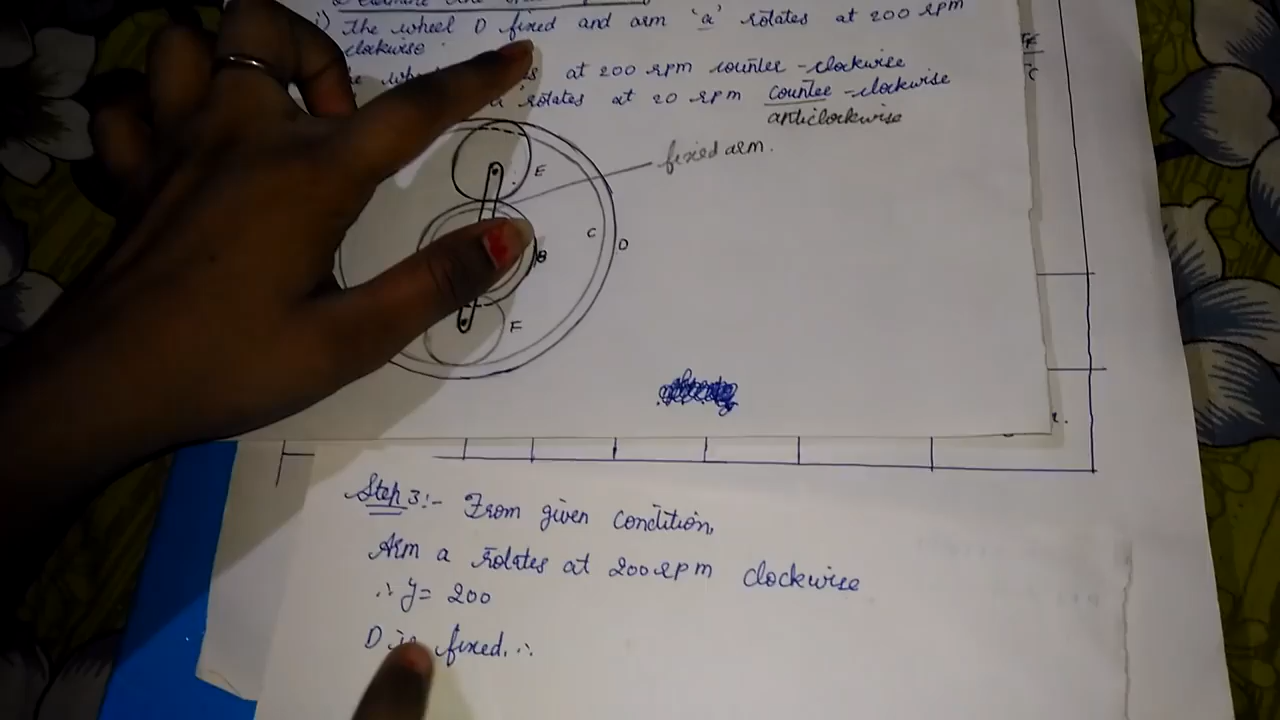 i) The wheel D fixed and arm 'a' rotates at 200 rpm
clockwise
at 200 rpm counter-clockwise
rotates at 20 rpm counter-clockwise
anticlockwise
fixed arm.
E
C
D
B
F
Step 3:- From given condition,
Arm a rotates at 200 rpm clockwise
∴ y = 200
D is fixed. ∴